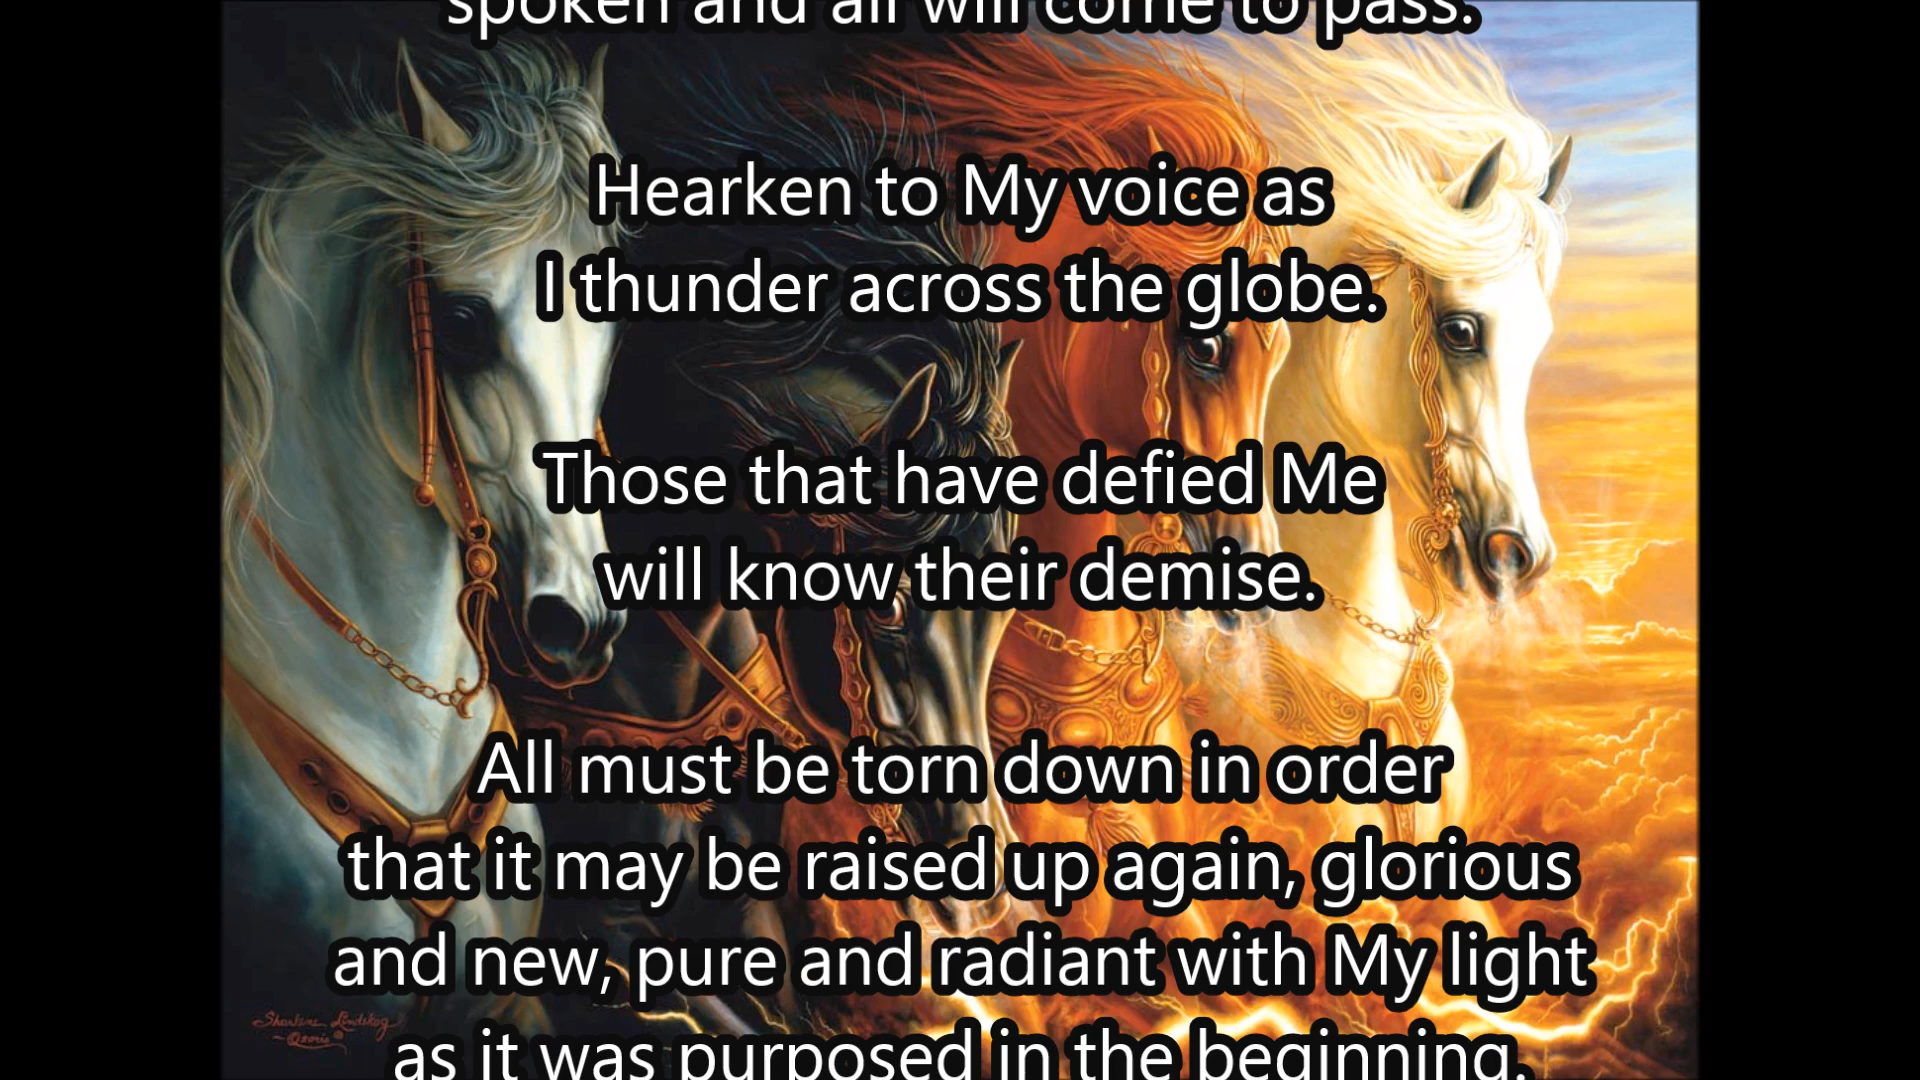 spoken and all will come to pass.
Hearken to My voice as
I thunder across the globe.
Those that have defied Me
will know their demise.
All must be torn down in order
that it may be raised up again, glorious
and new, pure and radiant with My light
as it was purposed in the beginning.
Sharlene Lindskog